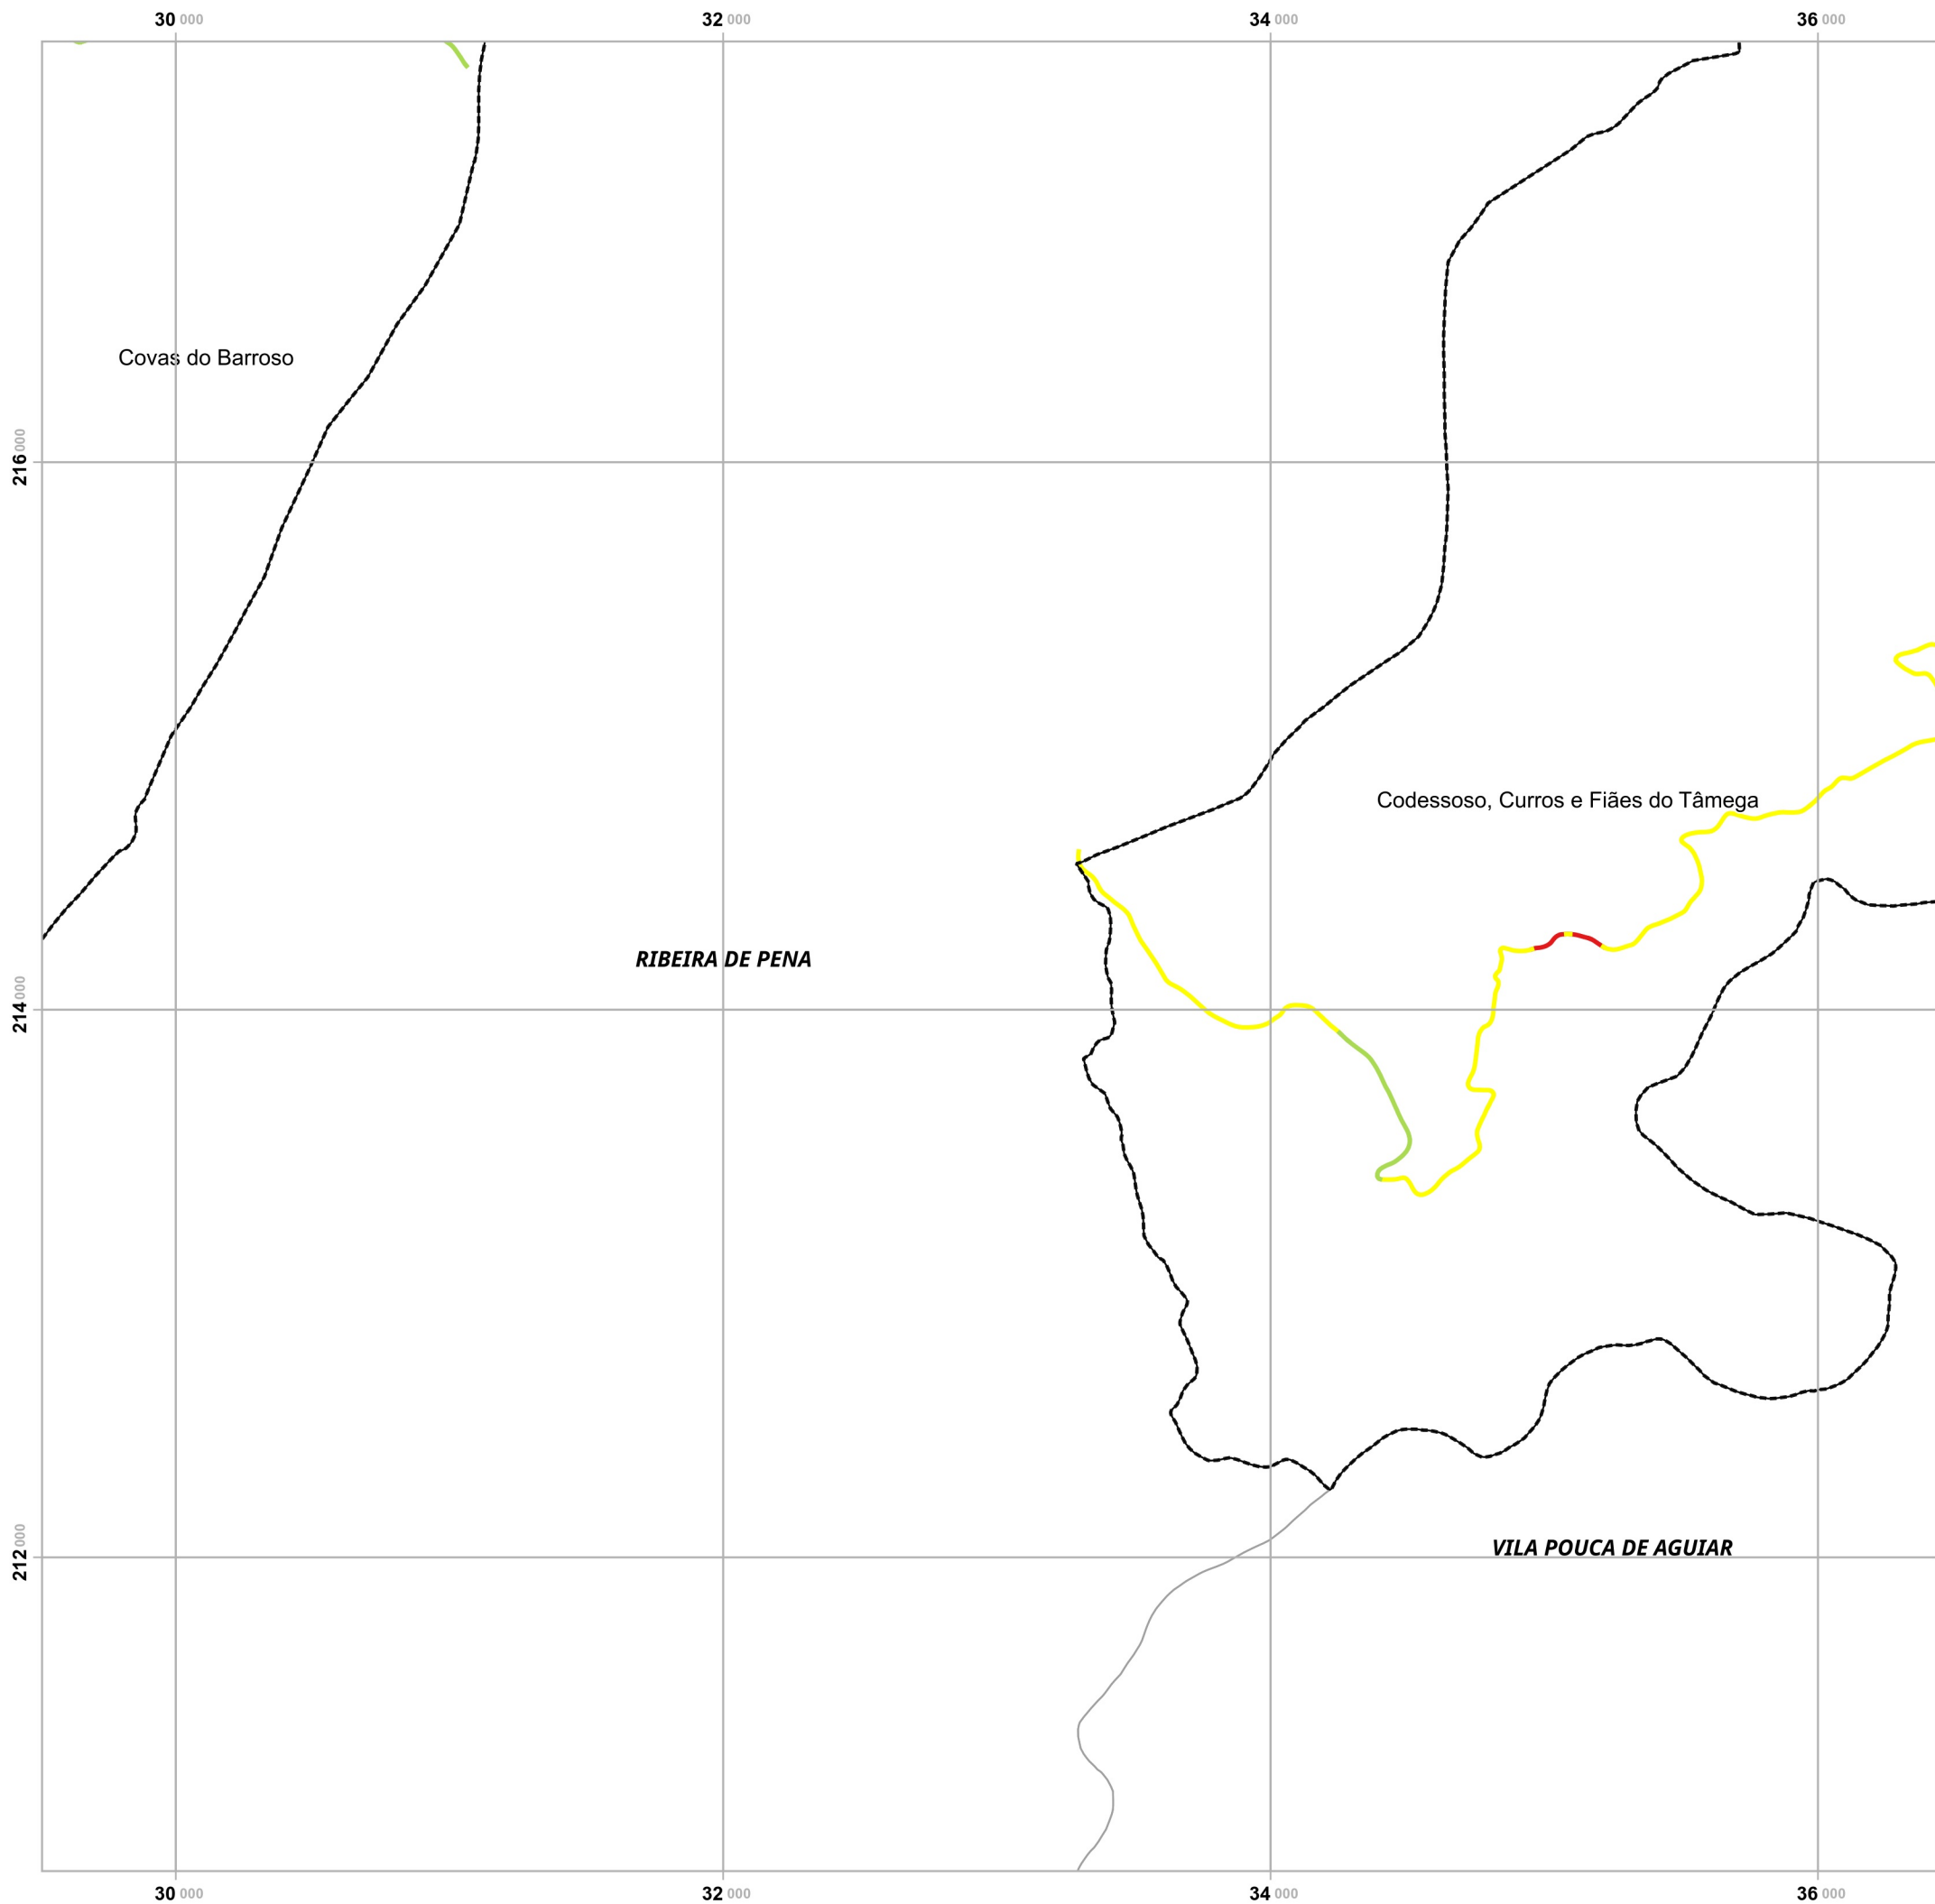 30 000
32 000
34 000
36 000
Covas do Barroso
216 000
Codessoso, Curros e Fiães do Tâmega
RIBEIRA DE PENA
214 000
VILA POUCA DE AGUIAR
212 000
30 000
32 000
34 000
36 000